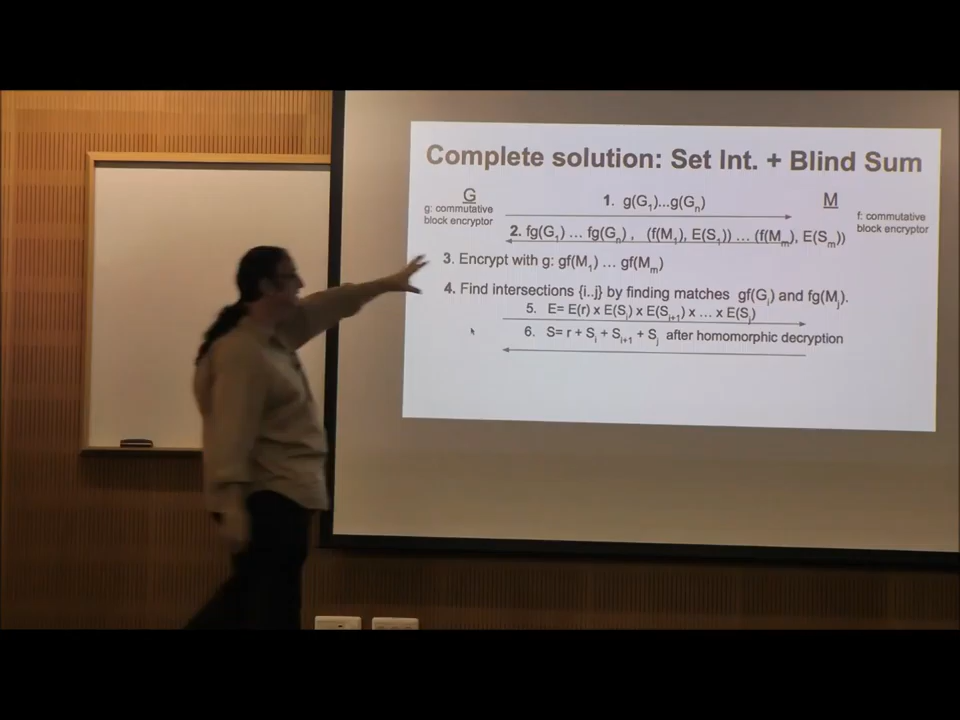 Complete solution: Set Int. + Blind Sum
G
g: commutative
block encryptor
M
f: commutative
block encryptor
1. g(G₁)...g(Gₙ)
2. fg(G₁) … fg(Gₙ) , (f(M₁), E(S₁)) … (f(Mₘ), E(Sₘ))
3. Encrypt with g: gf(M₁) … gf(Mₘ)
4. Find intersections {i..j} by finding matches gf(Gᵢ) and fg(Mⱼ).
5. E= E(r) x E(Sᵢ) x E(Sᵢ₊₁) x … x E(Sⱼ)
6. S= r + Sᵢ + Sᵢ₊₁ + Sⱼ after homomorphic decryption